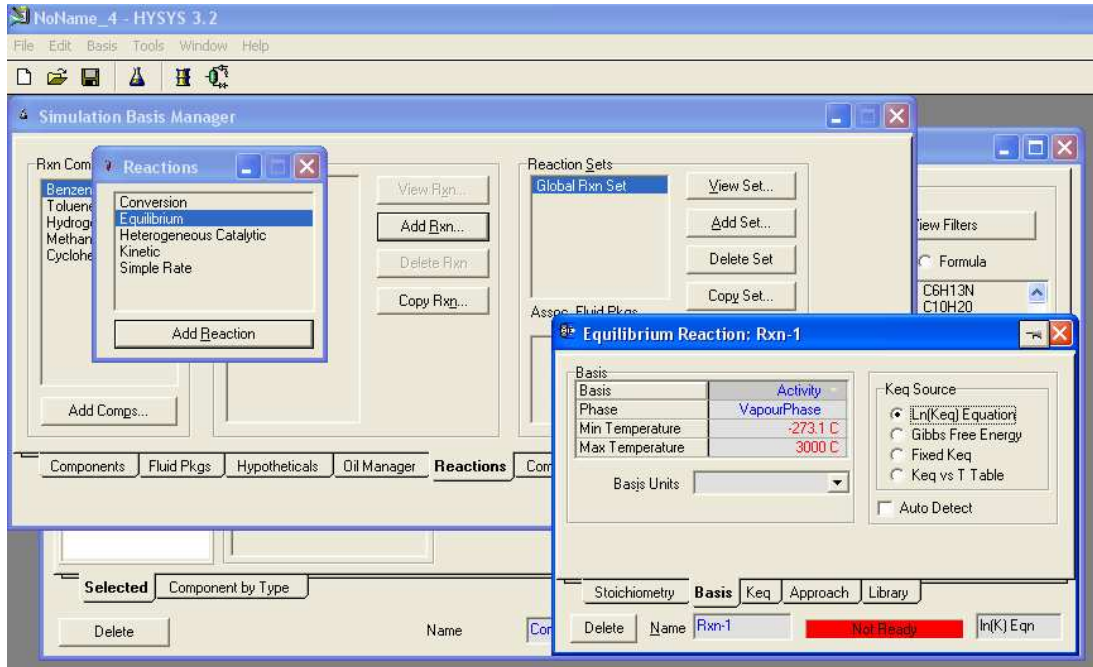 NoName_4 - HYSYS 3.2
File Edit Basis Tools Window Help
Simulation Basis Manager
Rxn Com
Benzen
Toluene
Hydrog
Methan
Cyclohe
Add Comps...
Reactions
Conversion
Equilibrium
Heterogeneous Catalytic
Kinetic
Simple Rate
Add Reaction
View Rxn...
Add Rxn...
Delete Rxn
Copy Rxn...
Reaction Sets
Global Rxn Set
View Set...
Add Set...
Delete Set
Copy Set...
Assoc. Fluid Pkgs
Components Fluid Pkgs Hypotheticals Oil Manager Reactions Com
iew Filters
Formula
C6H13N
C10H20
Equilibrium Reaction: Rxn-1
Basis
Basis Activity
Phase VapourPhase
Min Temperature -273.1 C
Max Temperature 3000 C
Basis Units
Keq Source
Ln(Keq) Equation
Gibbs Free Energy
Fixed Keq
Keq vs T Table
Auto Detect
Stoichiometry Basis Keq Approach Library
Delete Name Rxn-1 Not Ready ln(K) Eqn
Selected Component by Type
Delete Name Cor